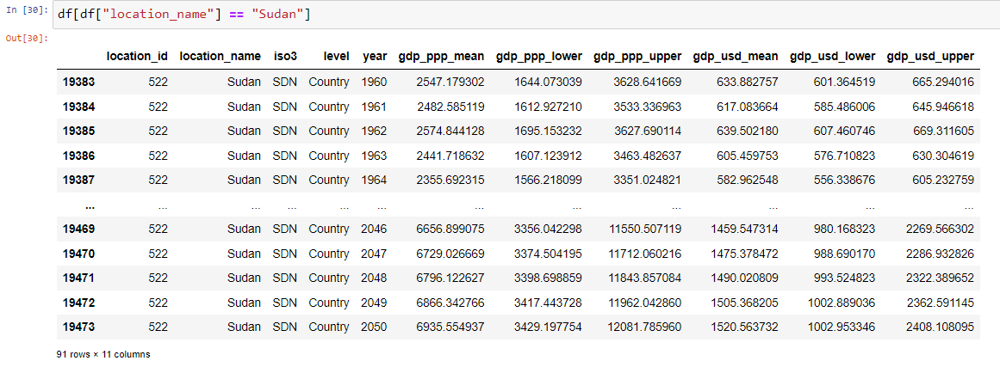 In [30]: df[df["location_name"] == "Sudan"]
Out[30]:
location_id location_name iso3 level year gdp_ppp_mean gdp_ppp_lower gdp_ppp_upper gdp_usd_mean gdp_usd_lower gdp_usd_upper
19383 522 Sudan SDN Country 1960 2547.179302 1644.073039 3628.641669 633.882757 601.364519 665.294016
19384 522 Sudan SDN Country 1961 2482.585119 1612.927210 3533.336963 617.083664 585.486006 645.946618
19385 522 Sudan SDN Country 1962 2574.844128 1695.153232 3627.690114 639.502180 607.460746 669.311605
19386 522 Sudan SDN Country 1963 2441.718632 1607.123912 3463.482637 605.459753 576.710823 630.304619
19387 522 Sudan SDN Country 1964 2355.692315 1566.218099 3351.024821 582.962548 556.338676 605.232759
... ... ... ... ... ... ... ... ... ... ... ...
19469 522 Sudan SDN Country 2046 6656.899075 3356.042298 11550.507119 1459.547314 980.168323 2269.566302
19470 522 Sudan SDN Country 2047 6729.026669 3374.504195 11712.060216 1475.378472 988.690170 2286.932826
19471 522 Sudan SDN Country 2048 6796.122627 3398.698859 11843.857084 1490.020809 993.524823 2322.389652
19472 522 Sudan SDN Country 2049 6866.342766 3417.443728 11962.042860 1505.368205 1002.889036 2362.591145
19473 522 Sudan SDN Country 2050 6935.554937 3429.197754 12081.785960 1520.563732 1002.953346 2408.108095
91 rows × 11 columns